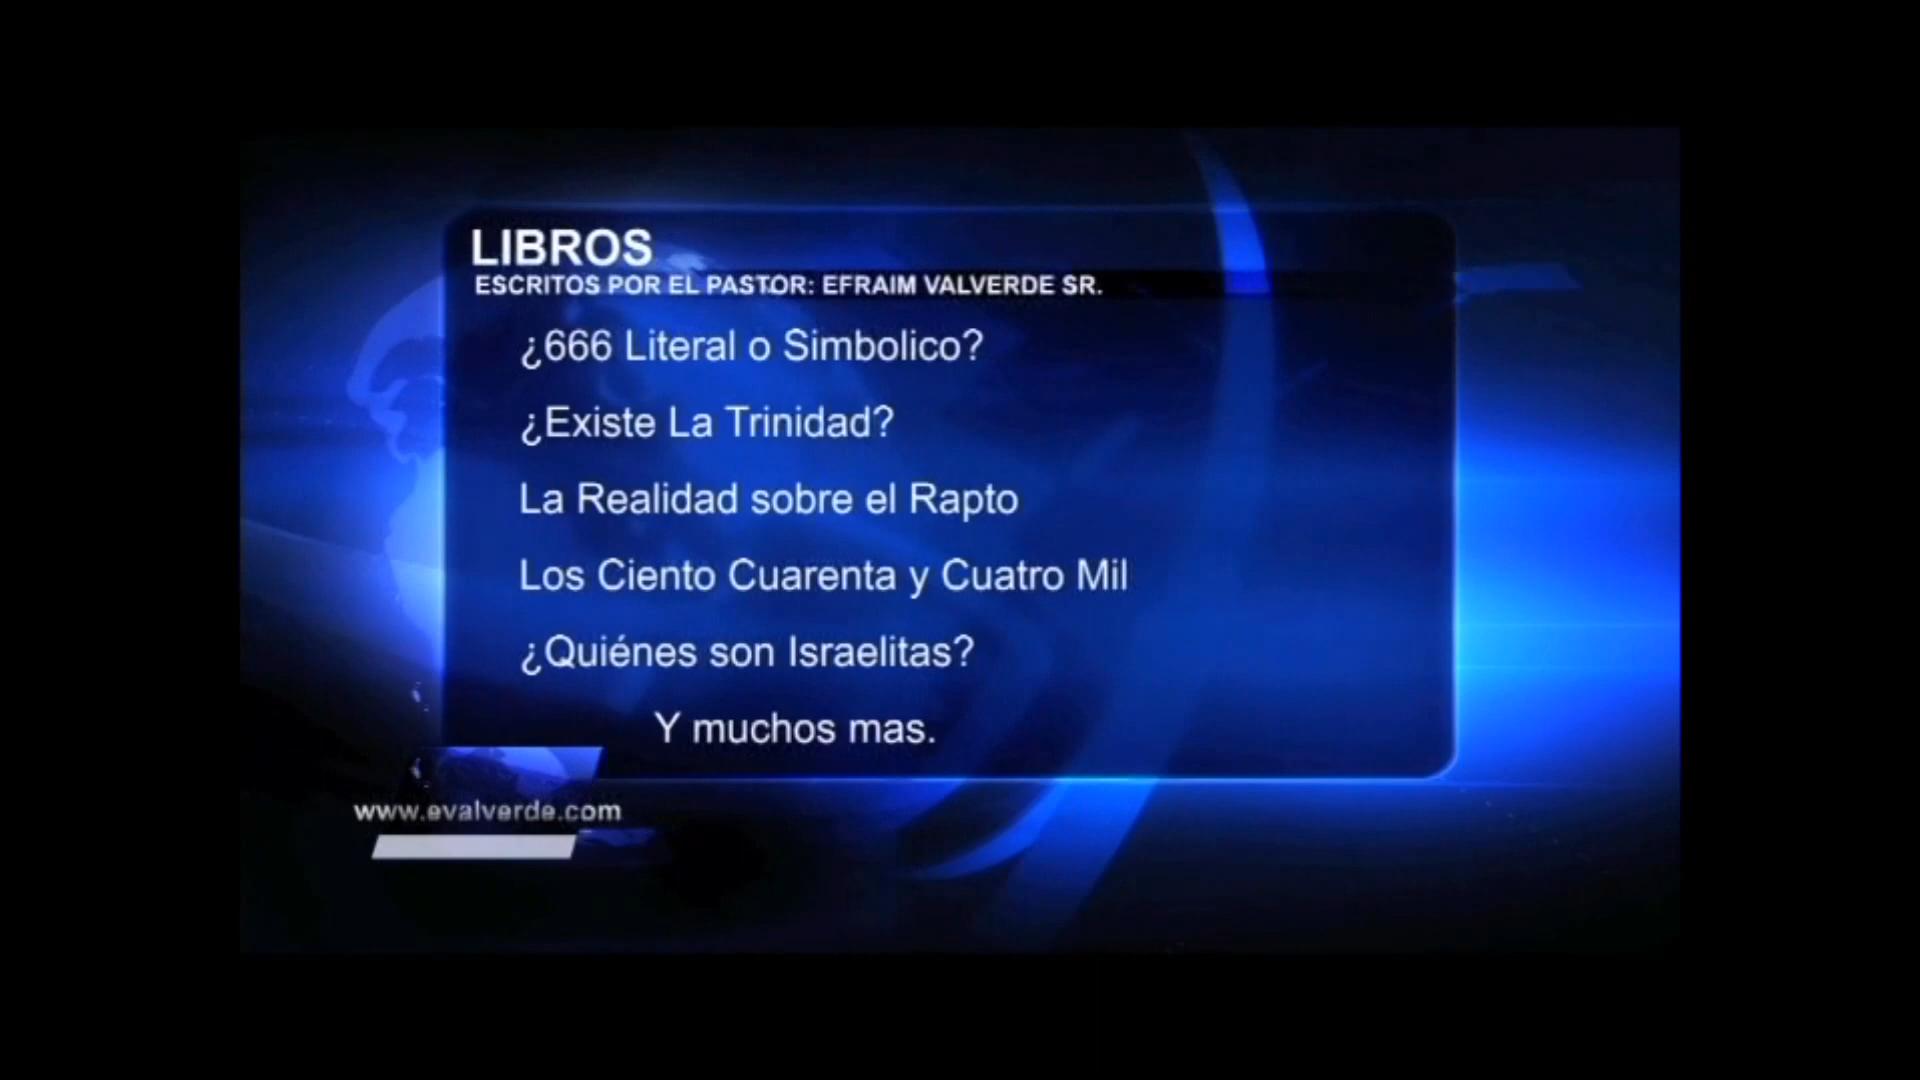 LIBROS
ESCRITOS POR EL PASTOR: EFRAIM VALVERDE SR.
¿666 Literal o Simbolico?
¿Existe La Trinidad?
La Realidad sobre el Rapto
Los Ciento Cuarenta y Cuatro Mil
¿Quiénes son Israelitas?
Y muchos mas.
www.evalverde.com